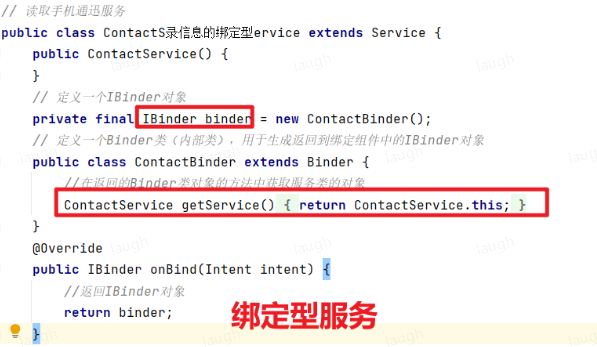 // 读取手机通迅服务
public class ContactS录信息的绑定型ervice extends Service {
public ContactService() {
}
// 定义一个IBinder对象
private final IBinder binder = new ContactBinder();
// 定义一个Binder类（内部类），用于生成返回到绑定组件中的IBinder对象
public class ContactBinder extends Binder {
//在返回的Binder类对象的方法中获取服务类的对象
ContactService getService() { return ContactService.this; }
}
@Override
public IBinder onBind(Intent intent) {
//返回IBinder对象
return binder;
绑定型服务
}
laugh
laugh
laugh
laugh
laugh
laugh